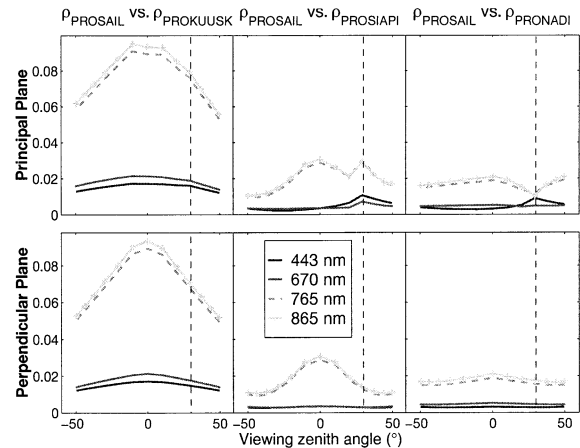 ρPROSAIL vs. ρPROKUUSK
ρPROSAIL vs. ρPROSIAPI
ρPROSAIL vs. ρPRONADI
Principal Plane
0.08
0.06
0.04
0.02
0
Perpendicular Plane
0.08
0.06
0.04
0.02
0
443 nm
670 nm
765 nm
865 nm
−50 0 50
−50 0 50
−50 0 50
Viewing zenith angle (°)